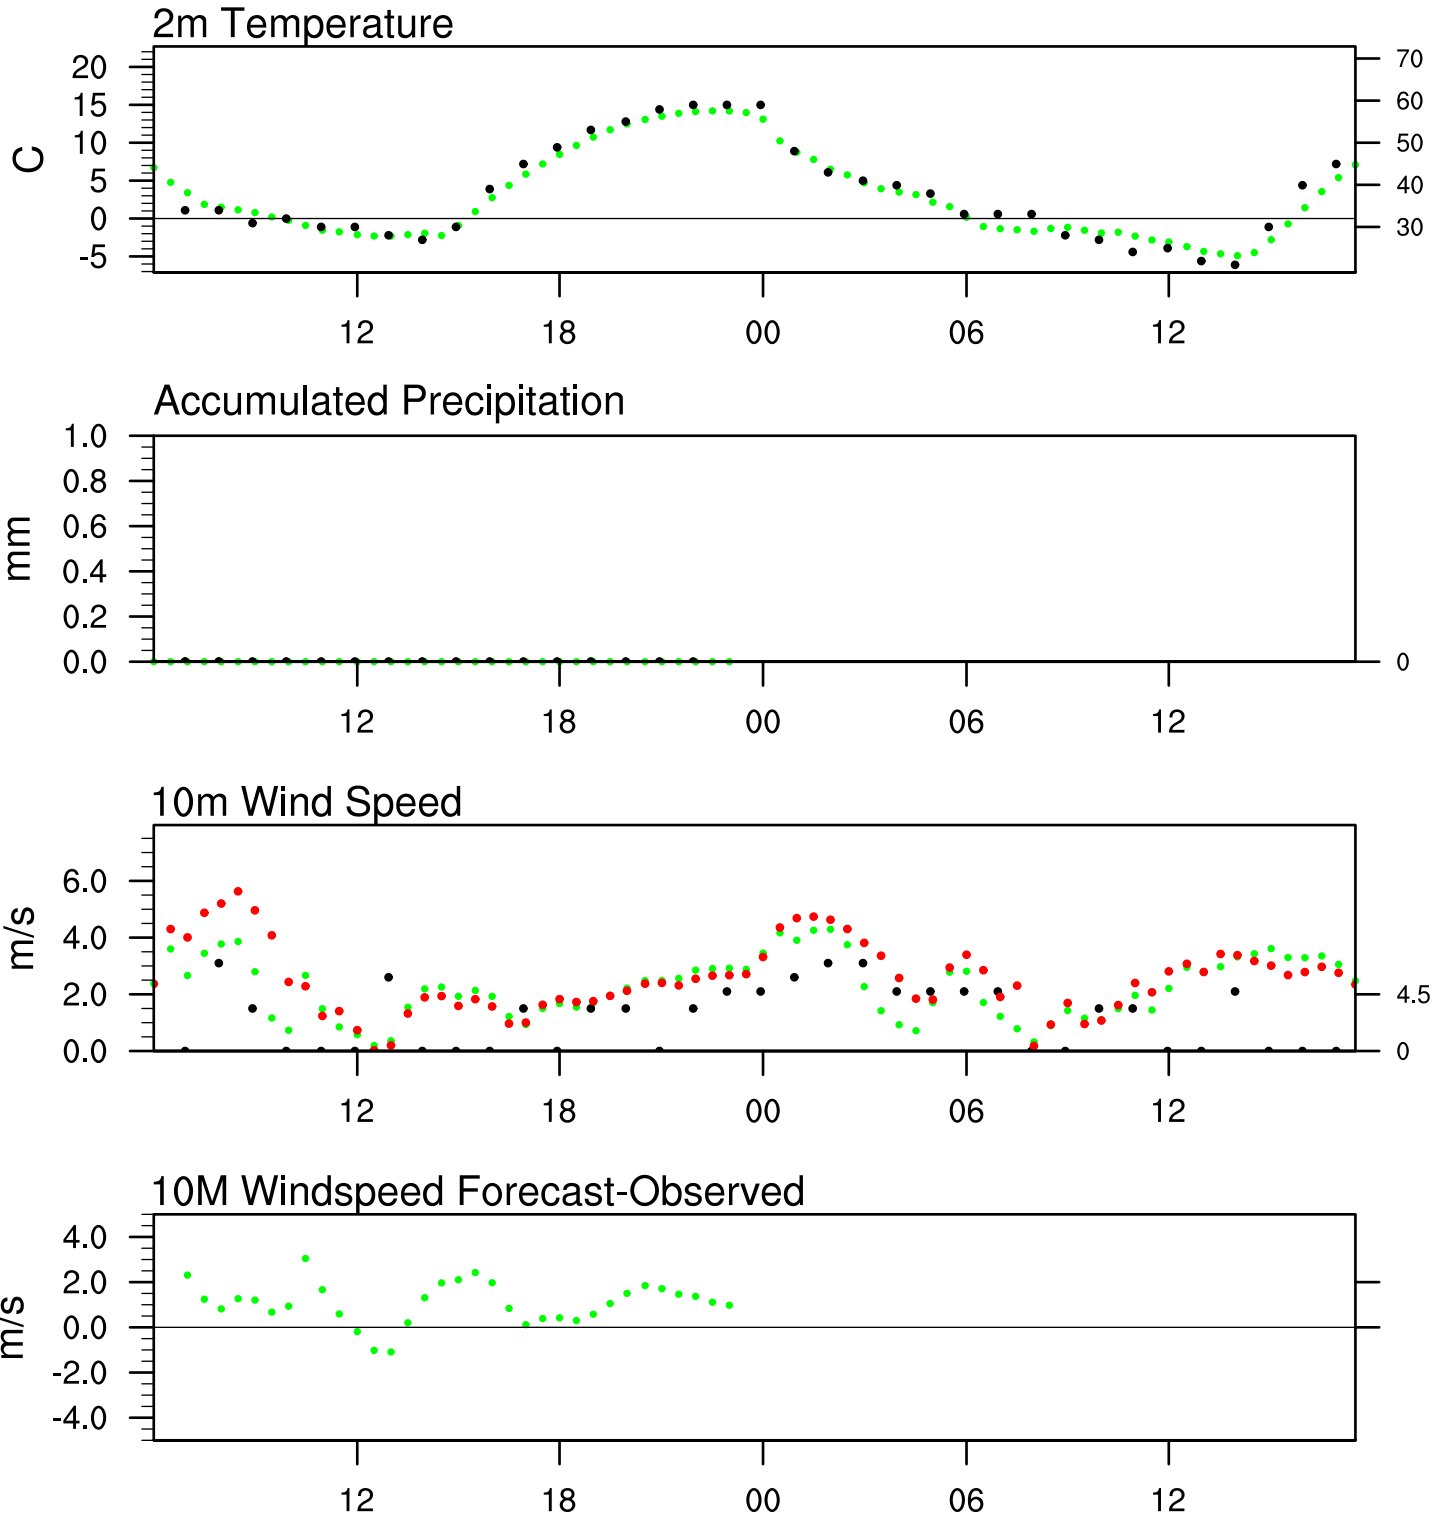 2m Temperature
20 70
15 60
10 50
5 40
0 30
-5
C
12 18 00 06 12
Accumulated Precipitation
1.0
0.8
0.6
0.4
0.2
0.0 0
mm
12 18 00 06 12
10m Wind Speed
6.0
4.0
2.0 4.5
0.0 0
m/s
12 18 00 06 12
10M Windspeed Forecast-Observed
4.0
2.0
0.0
-2.0
-4.0
m/s
12 18 00 06 12